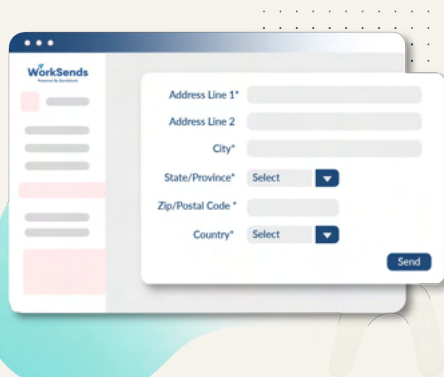 WorkSends
Address Line 1*
Address Line 2
City*
State/Province* Select
Zip/Postal Code *
Country* Select
Send